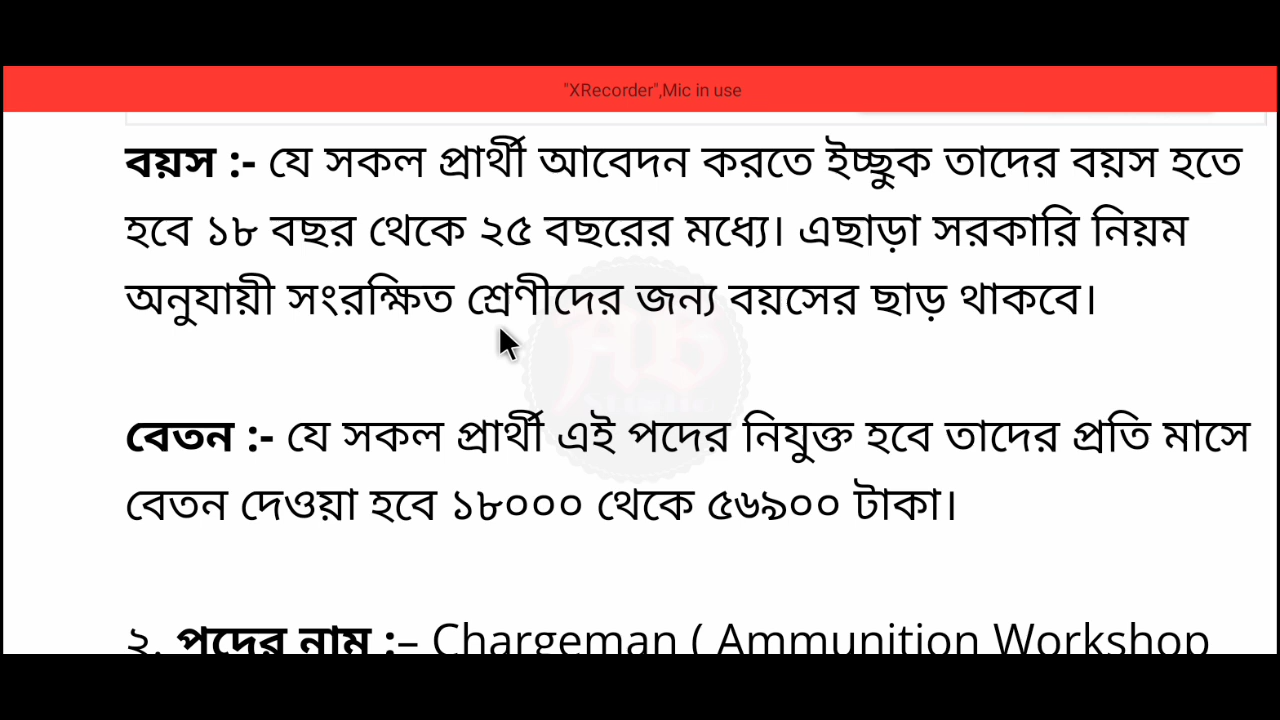 "XRecorder",Mic in use
বয়স :- যে সকল প্রার্থী আবেদন করতে ইচ্ছুক তাদের বয়স হতে
হবে ১৮ বছর থেকে ২৫ বছরের মধ্যে। এছাড়া সরকারি নিয়ম
অনুযায়ী সংরক্ষিত শ্রেণীদের জন্য বয়সের ছাড় থাকবে।
AB
বেতন :- যে সকল প্রার্থী এই পদের নিযুক্ত হবে তাদের প্রতি মাসে
বেতন দেওয়া হবে ১৮০০০ থেকে ৫৬৯০০ টাকা।
২. পদের নাম :– Chargeman ( Ammunition Workshop